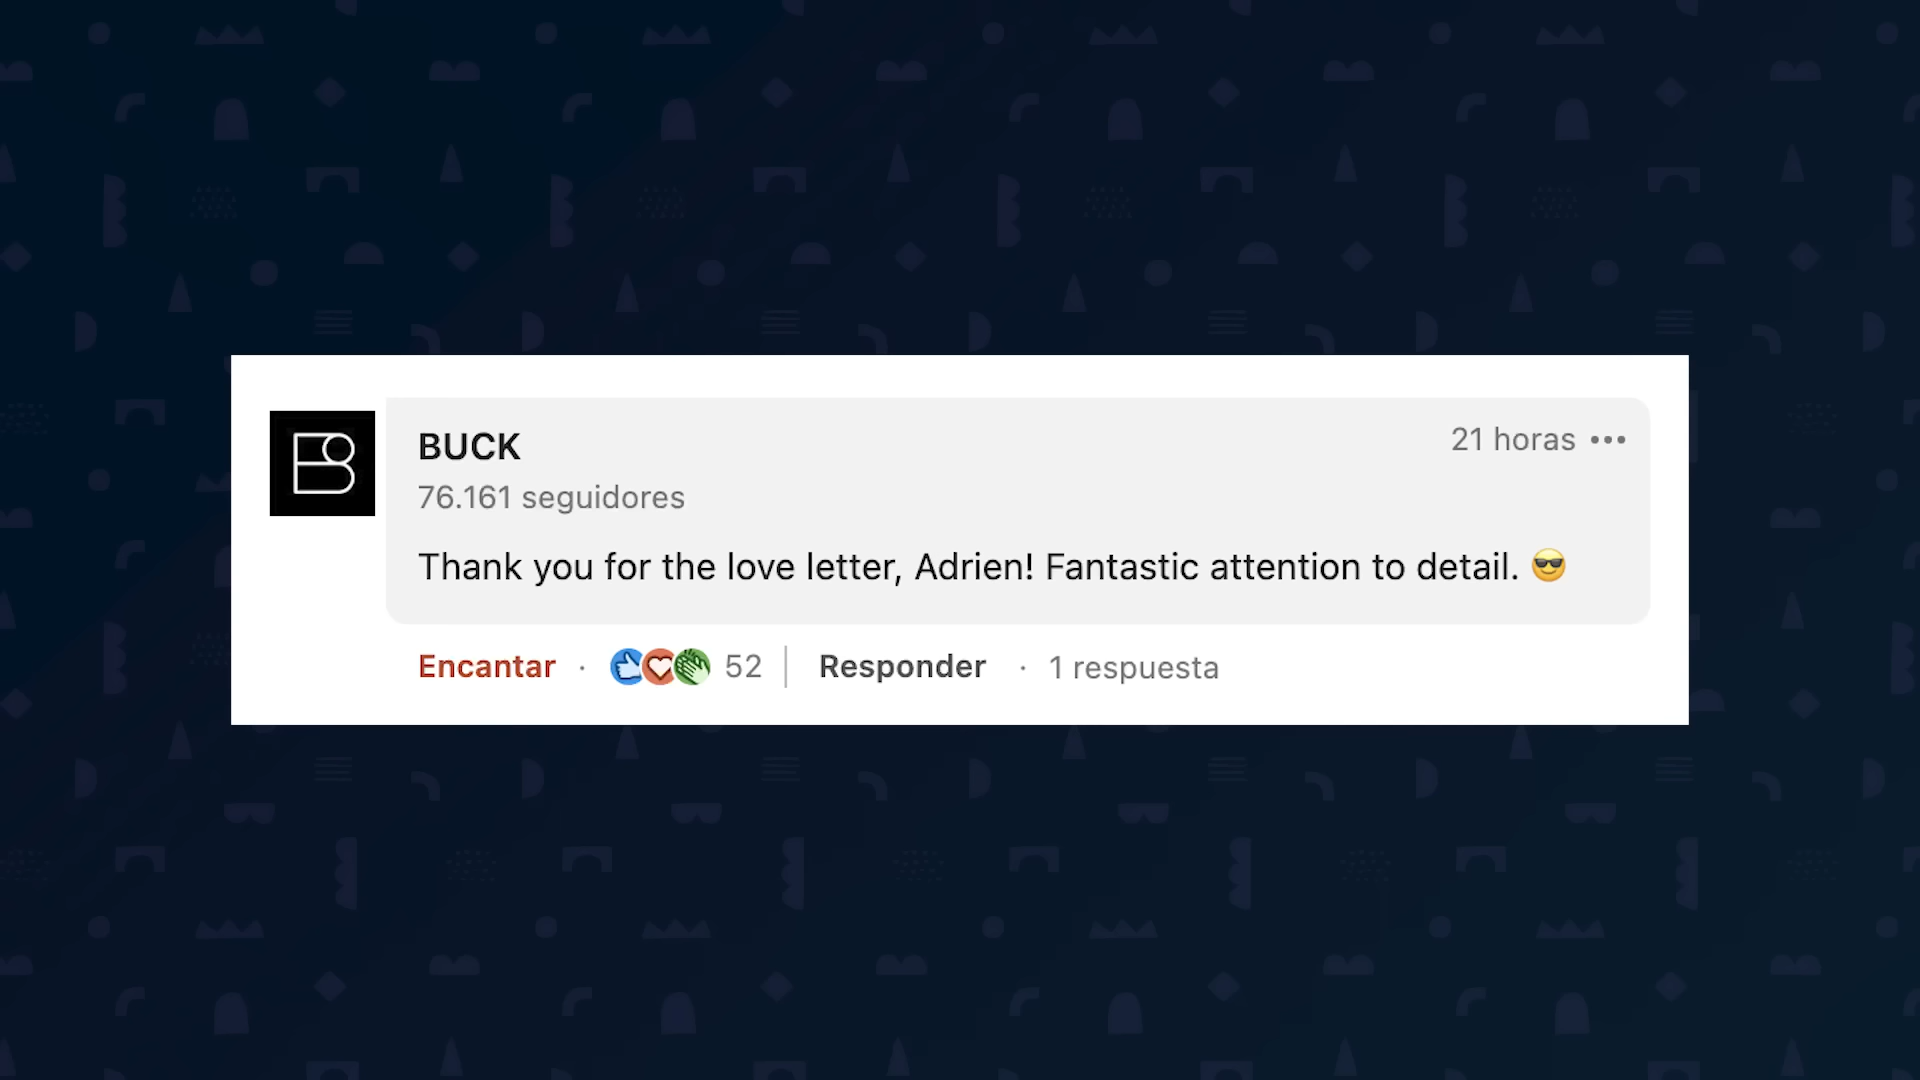 BUCK
21 horas
76.161 seguidores
Thank you for the love letter, Adrien! Fantastic attention to detail. 😎
Encantar · 52 | Responder · 1 respuesta